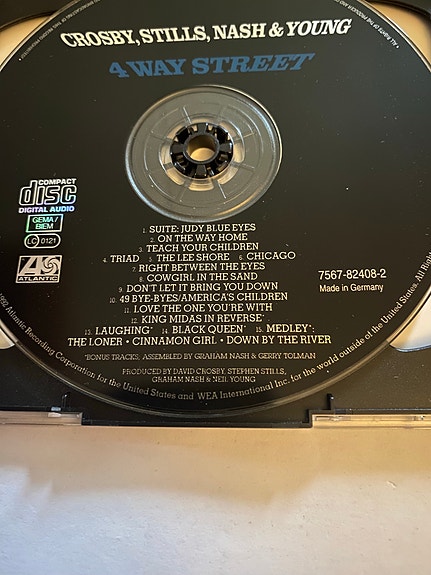 CROSBY, STILLS, NASH & YOUNG
4 WAY STREET
COMPACT
disc
DIGITAL AUDIO
GEMA/
BIEM
LC 0121
ATLANTIC
1. SUITE: JUDY BLUE EYES
2. ON THE WAY HOME
3. TEACH YOUR CHILDREN
4. TRIAD 5. THE LEE SHORE 6. CHICAGO
7. RIGHT BETWEEN THE EYES
8. COWGIRL IN THE SAND
9. DON'T LET IT BRING YOU DOWN
10. 49 BYE-BYES/AMERICA'S CHILDREN
11. LOVE THE ONE YOU'RE WITH
12. KING MIDAS IN REVERSE*
13. LAUGHING* 14. BLACK QUEEN* 15. MEDLEY*:
THE LONER • CINNAMON GIRL • DOWN BY THE RIVER
*BONUS TRACKS; ASSEMBLED BY GRAHAM NASH & GERRY TOLMAN
PRODUCED BY DAVID CROSBY, STEPHEN STILLS,
GRAHAM NASH & NEIL YOUNG
7567-82408-2
Made in Germany
1992 Atlantic Recording Corporation for the United States and WEA International Inc. for the world outside of the United States. All